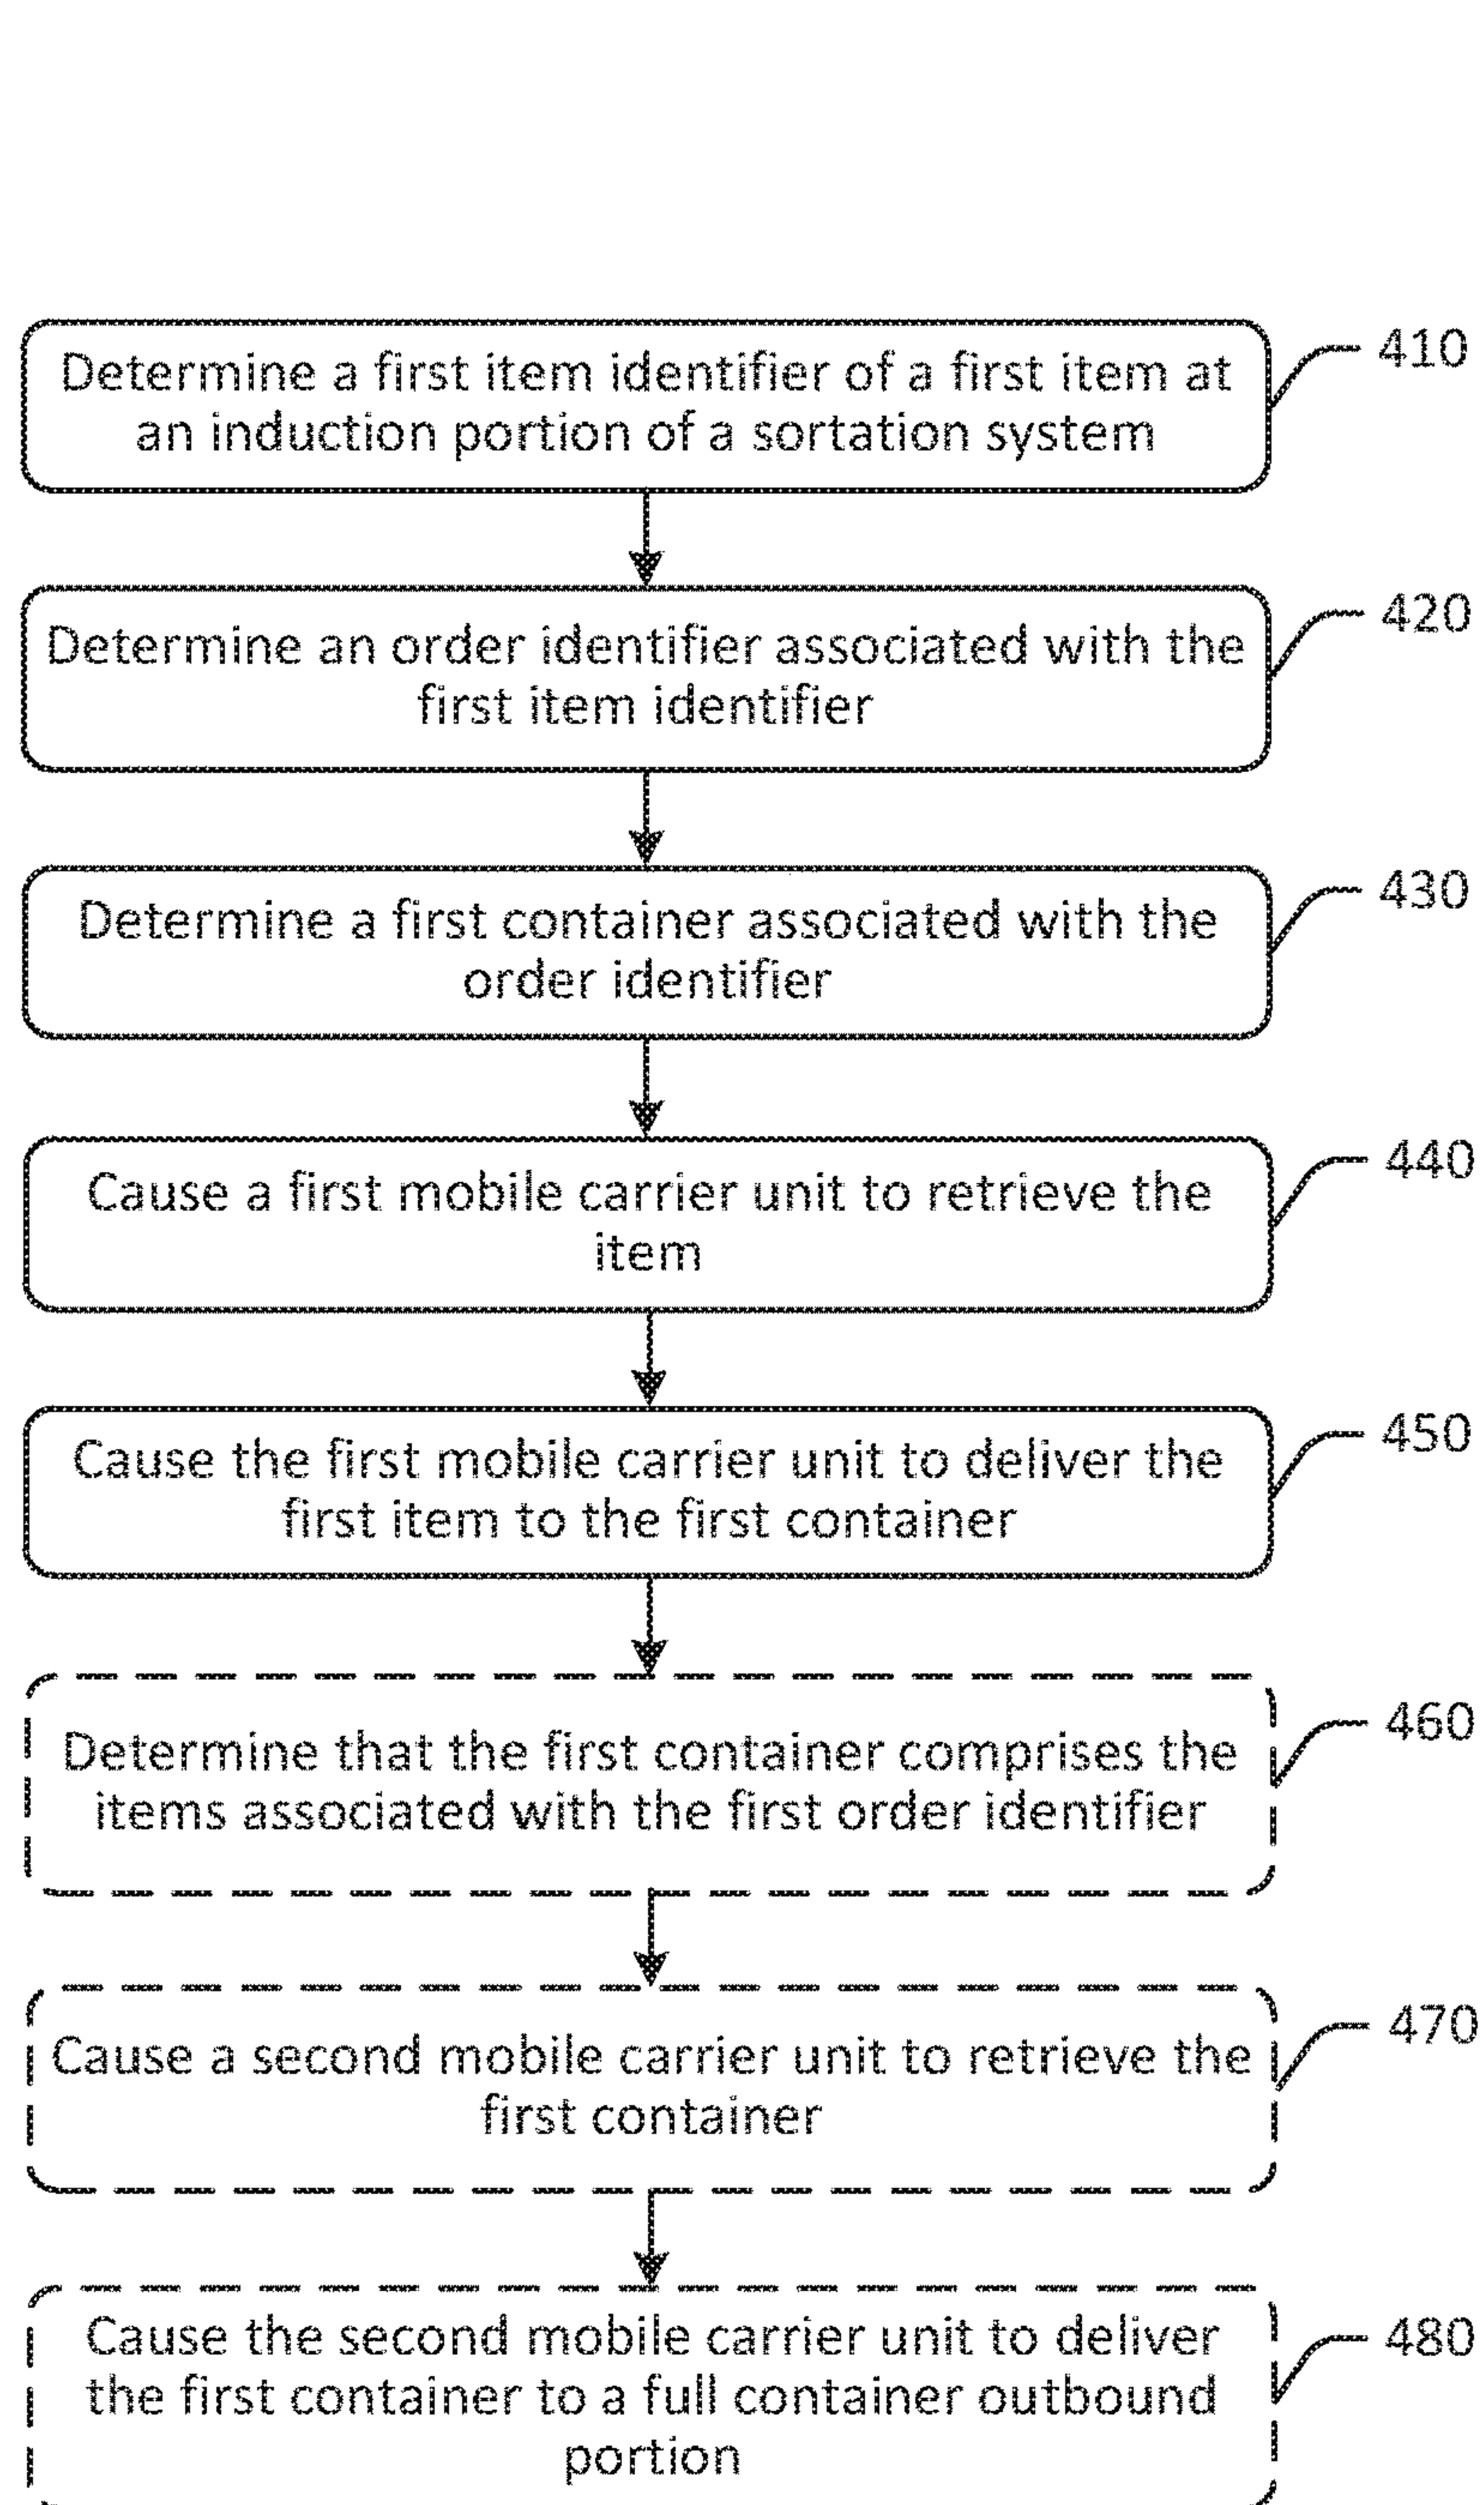 Determine a first item identifier of a first item at
an induction portion of a sortation system
410
Determine an order identifier associated with the
first item identifier
420
Determine a first container associated with the
order identifier
430
Cause a first mobile carrier unit to retrieve the
item
440
Cause the first mobile carrier unit to deliver the
first item to the first container
450
Determine that the first container comprises the
items associated with the first order identifier
460
Cause a second mobile carrier unit to retrieve the
first container
470
Cause the second mobile carrier unit to deliver
the first container to a full container outbound
portion
480